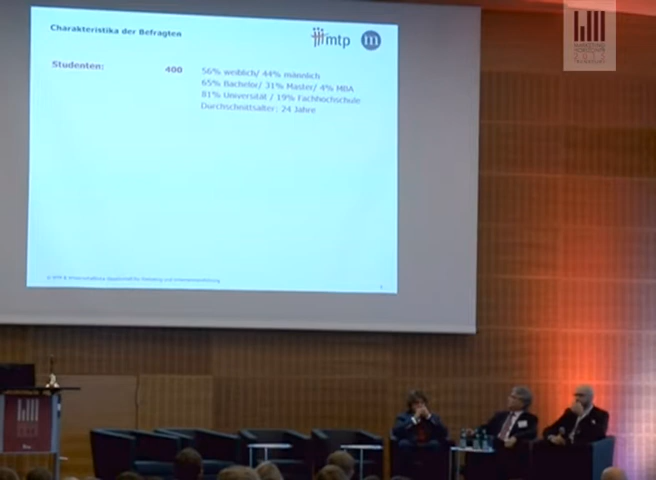 Charakteristika der Befragten
mtp
m
Studenten: 400 56% weiblich/ 44% männlich
65% Bachelor/ 31% Master/ 4% MBA
81% Universität / 19% Fachhochschule
Durchschnittsalter: 24 Jahre